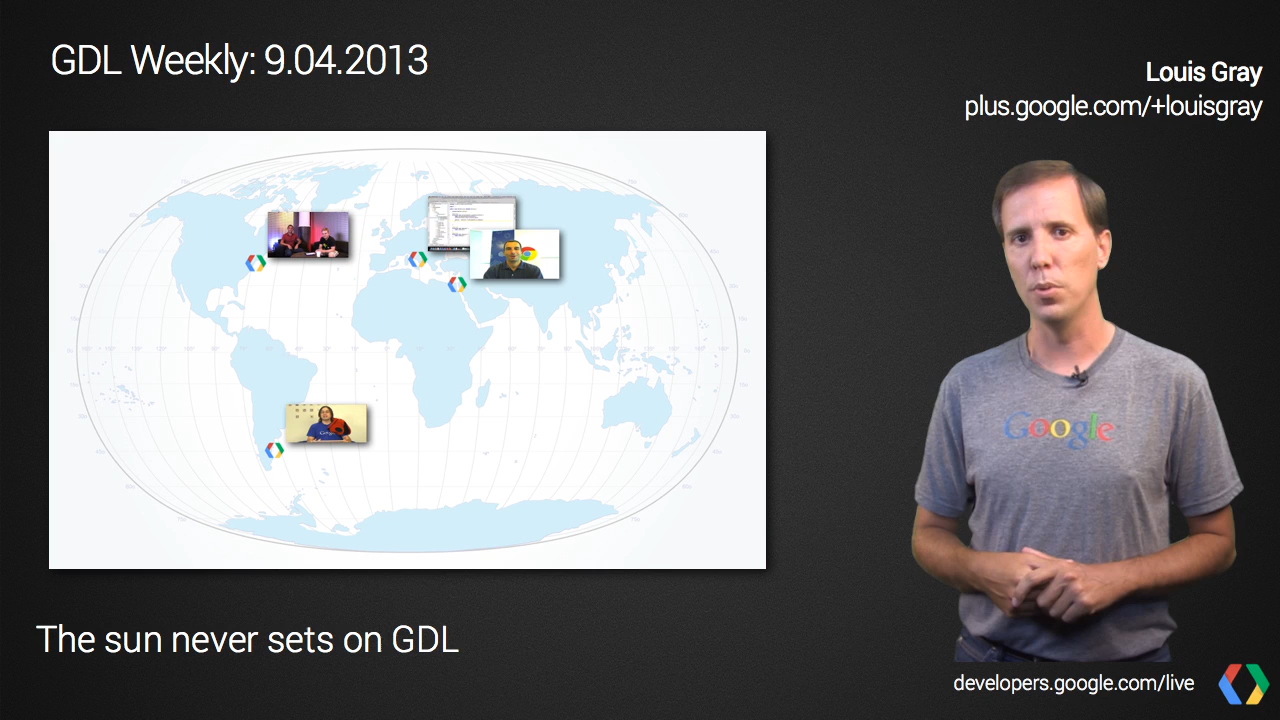 GDL Weekly: 9.04.2013
Louis Gray
plus.google.com/+louisgray
Google
The sun never sets on GDL
developers.google.com/live